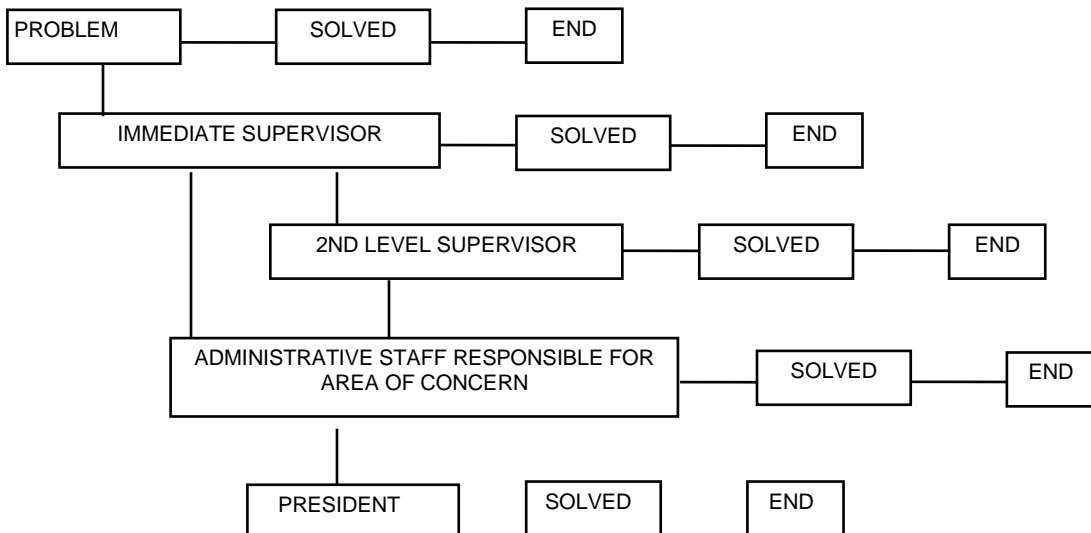 PROBLEM
SOLVED
END
IMMEDIATE SUPERVISOR
SOLVED
END
2ND LEVEL SUPERVISOR
SOLVED
END
ADMINISTRATIVE STAFF RESPONSIBLE FOR
AREA OF CONCERN
SOLVED
END
PRESIDENT
SOLVED
END